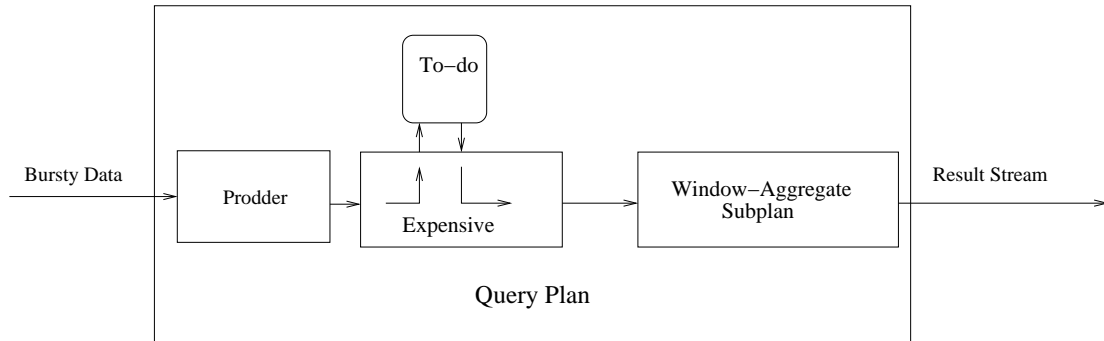 To−do
Bursty Data
Prodder
Expensive
Window−Aggregate
Subplan
Result Stream
Query Plan